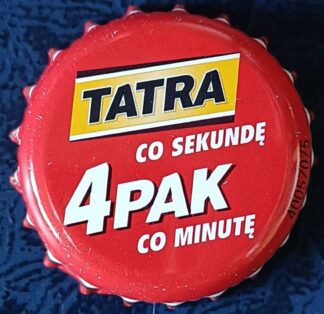 TATRA
CO SEKUNDĘ
4PAK
CO MINUTĘ